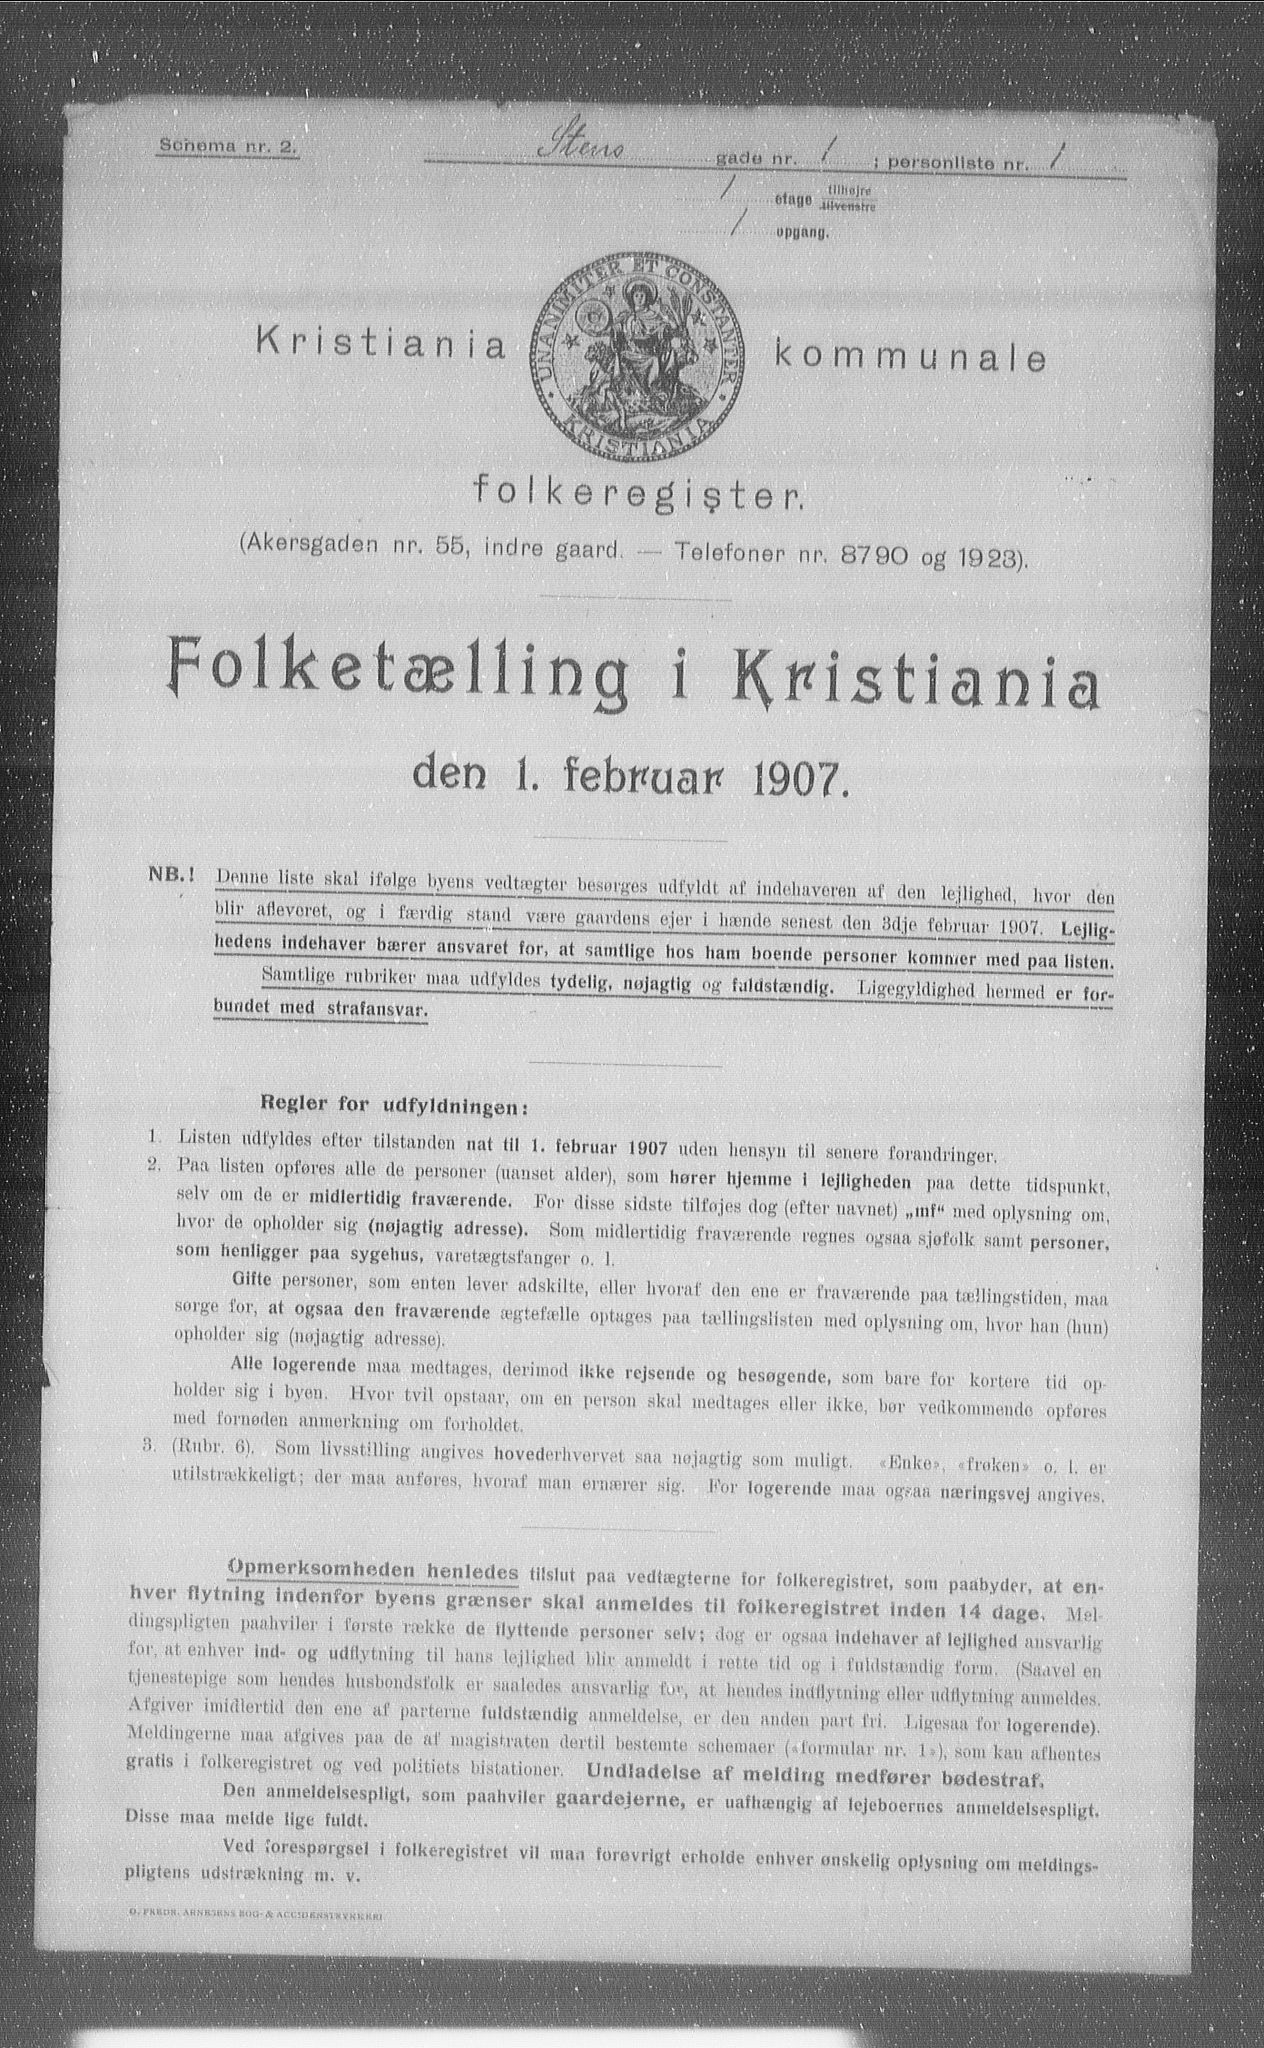 Schema nr. 2.
Stens gade nr. 1 ; personliste nr. 1
1 etage tilhøjre
tilvenstre
1 opgang.
UNANIMITER ET CONSTANTER
KRISTIANIA
Kristiania kommunale
folkeregister.
(Akersgaden nr. 55, indre gaard. — Telefoner nr. 8790 og 1923).
Folketælling i Kristiania
den 1. februar 1907.
NB.! Denne liste skal ifølge byens vedtægter besørges udfyldt af indehaveren af den lejlighed, hvor den
blir afleveret, og i færdig stand være gaardens ejer i hænde senest den 3dje februar 1907. Lejlig-
hedens indehaver bærer ansvaret for, at samtlige hos ham boende personer kommer med paa listen.
Samtlige rubriker maa udfyldes tydelig, nøjagtig og fuldstændig. Ligegyldighed hermed er for-
bundet med strafansvar.
Regler for udfyldningen:
1. Listen udfyldes efter tilstanden nat til 1. februar 1907 uden hensyn til senere forandringer.
2. Paa listen opføres alle de personer (uanset alder), som hører hjemme i lejligheden paa dette tidspunkt,
selv om de er midlertidig fraværende. For disse sidste tilføjes dog (efter navnet) „mf“ med oplysning om,
hvor de opholder sig (nøjagtig adresse). Som midlertidig fraværende regnes ogsaa sjøfolk samt personer,
som henligger paa sygehus, varetægtsfanger o. l.
Gifte personer, som enten lever adskilte, eller hvoraf den ene er fraværende paa tællingstiden, maa
sørge for, at ogsaa den fraværende ægtefælle optages paa tællingslisten med oplysning om, hvor han (hun)
opholder sig (nøjagtig adresse).
Alle logerende maa medtages, derimod ikke rejsende og besøgende, som bare for kortere tid op-
holder sig i byen. Hvor tvil opstaar, om en person skal medtages eller ikke, bør vedkommende opføres
med fornøden anmerkning om forholdet.
3. (Rubr. 6). Som livsstilling angives hovederhvervet saa nøjagtig som muligt. «Enke», «frøken» o. l. er
utilstrækkeligt; der maa anføres, hvoraf man ernærer sig. For logerende maa ogsaa næringsvej angives.
Opmerksomheden henledes tilslut paa vedtægterne for folkeregistret, som paabyder, at en-
hver flytning indenfor byens grænser skal anmeldes til folkeregistret inden 14 dage. Mel-
dingspligten paahviler i første række de flyttende personer selv; dog er ogsaa indehaver af lejlighed ansvarlig
for, at enhver ind- og udflytning til hans lejlighed blir anmeldt i rette tid og i fuldstændig form. (Saavel en
tjenestepige som hendes husbondsfolk er saaledes ansvarlig for, at hendes indflytning eller udflytning anmeldes.
Afgiver imidlertid den ene af parterne fuldstændig anmeldelse, er den anden part fri. Ligesaa for logerende).
Meldingerne maa afgives paa de af magistraten dertil bestemte schemaer («formular nr. 1»), som kan afhentes
gratis i folkeregistret og ved politiets bistationer. Undladelse af melding medfører bødestraf.
Den anmeldelsespligt, som paahviler gaardejerne, er uafhængig af lejeboernes anmeldelsespligt.
Disse maa melde lige fuldt.
Ved forespørgsel i folkeregistret vil man forøvrigt erholde enhver ønskelig oplysning om meldings-
pligtens udstrækning m. v.
O. FREDR. ARNESENS BOG- & ACCIDENSTRYKKERI